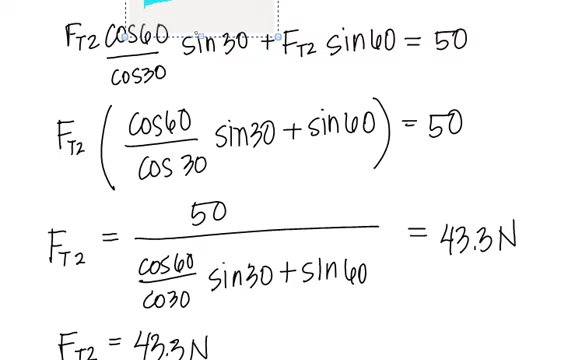 F_T2 cos60/cos30 sin30 + F_T2 sin60 = 50
F_T2 (cos60/cos30 sin30 + sin60) = 50
F_T2 = 50/(cos60/co30 sin30 + sin60) = 43.3N
F_T2 = 43.3N